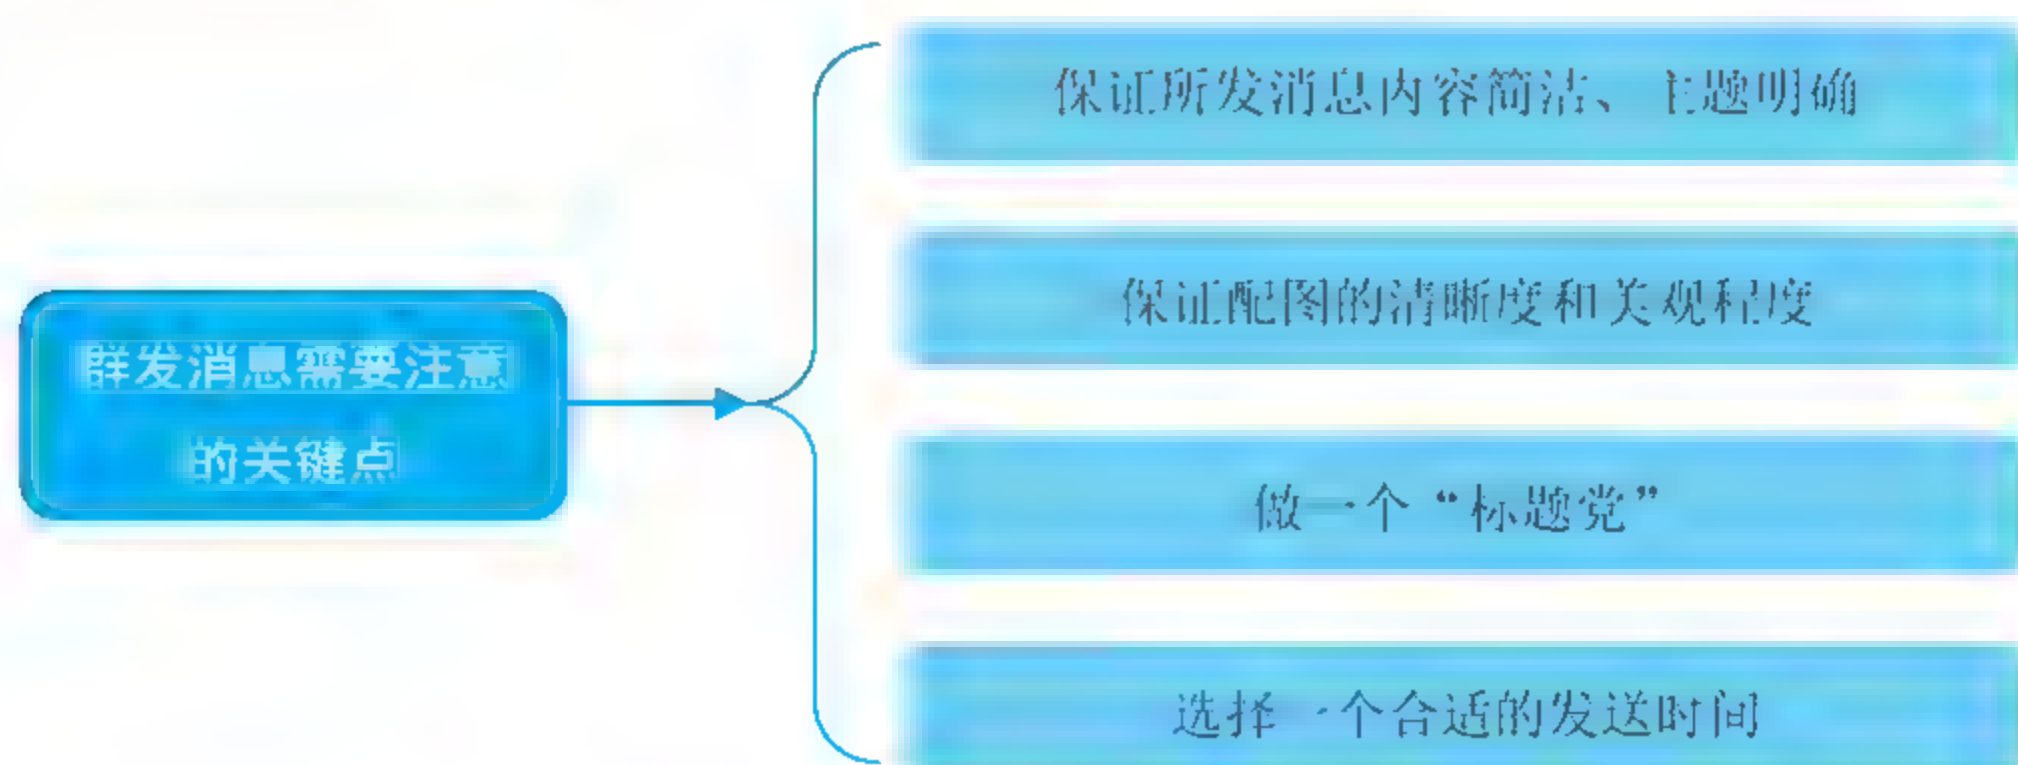 群发消息需要注意
的关键点
保证所发消息内容简洁、主题明确
保证配图的清晰度和美观程度
做一个“标题党”
选择一个合适的发送时间